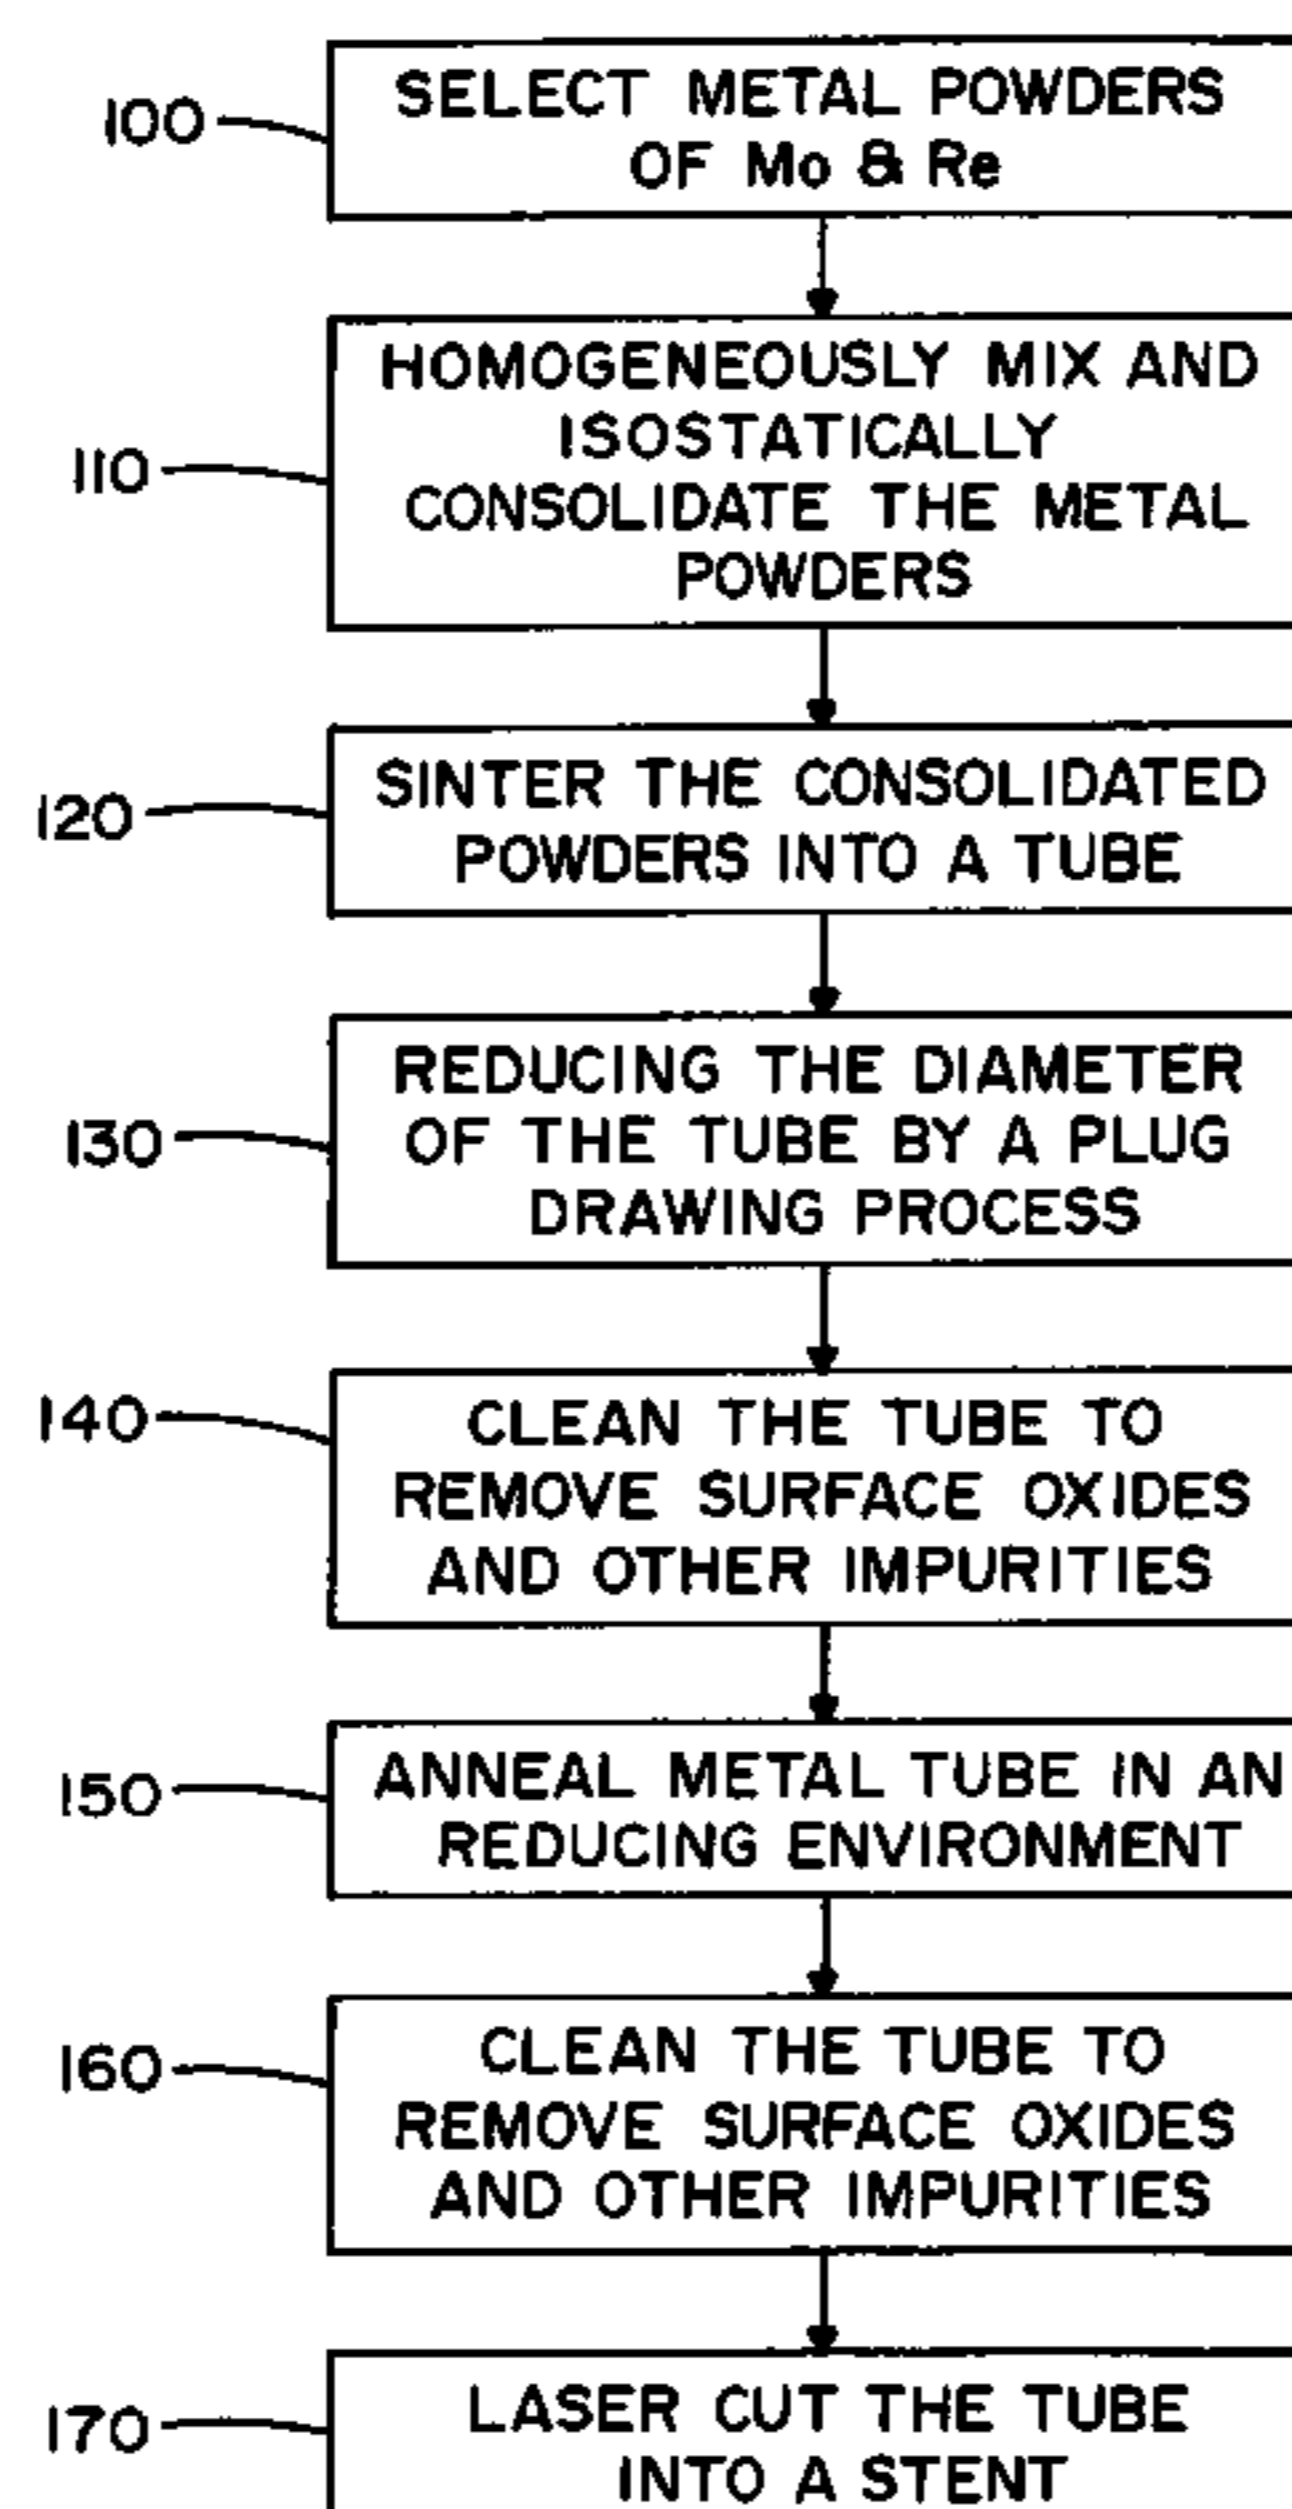 100
SELECT METAL POWDERS
OF Mo & Re
110
HOMOGENEOUSLY MIX AND
ISOSTATICALLY
CONSOLIDATE THE METAL
POWDERS
120
SINTER THE CONSOLIDATED
POWDERS INTO A TUBE
130
REDUCING THE DIAMETER
OF THE TUBE BY A PLUG
DRAWING PROCESS
140
CLEAN THE TUBE TO
REMOVE SURFACE OXIDES
AND OTHER IMPURITIES
150
ANNEAL METAL TUBE IN AN
REDUCING ENVIRONMENT
160
CLEAN THE TUBE TO
REMOVE SURFACE OXIDES
AND OTHER IMPURITIES
170
LASER CUT THE TUBE
INTO A STENT